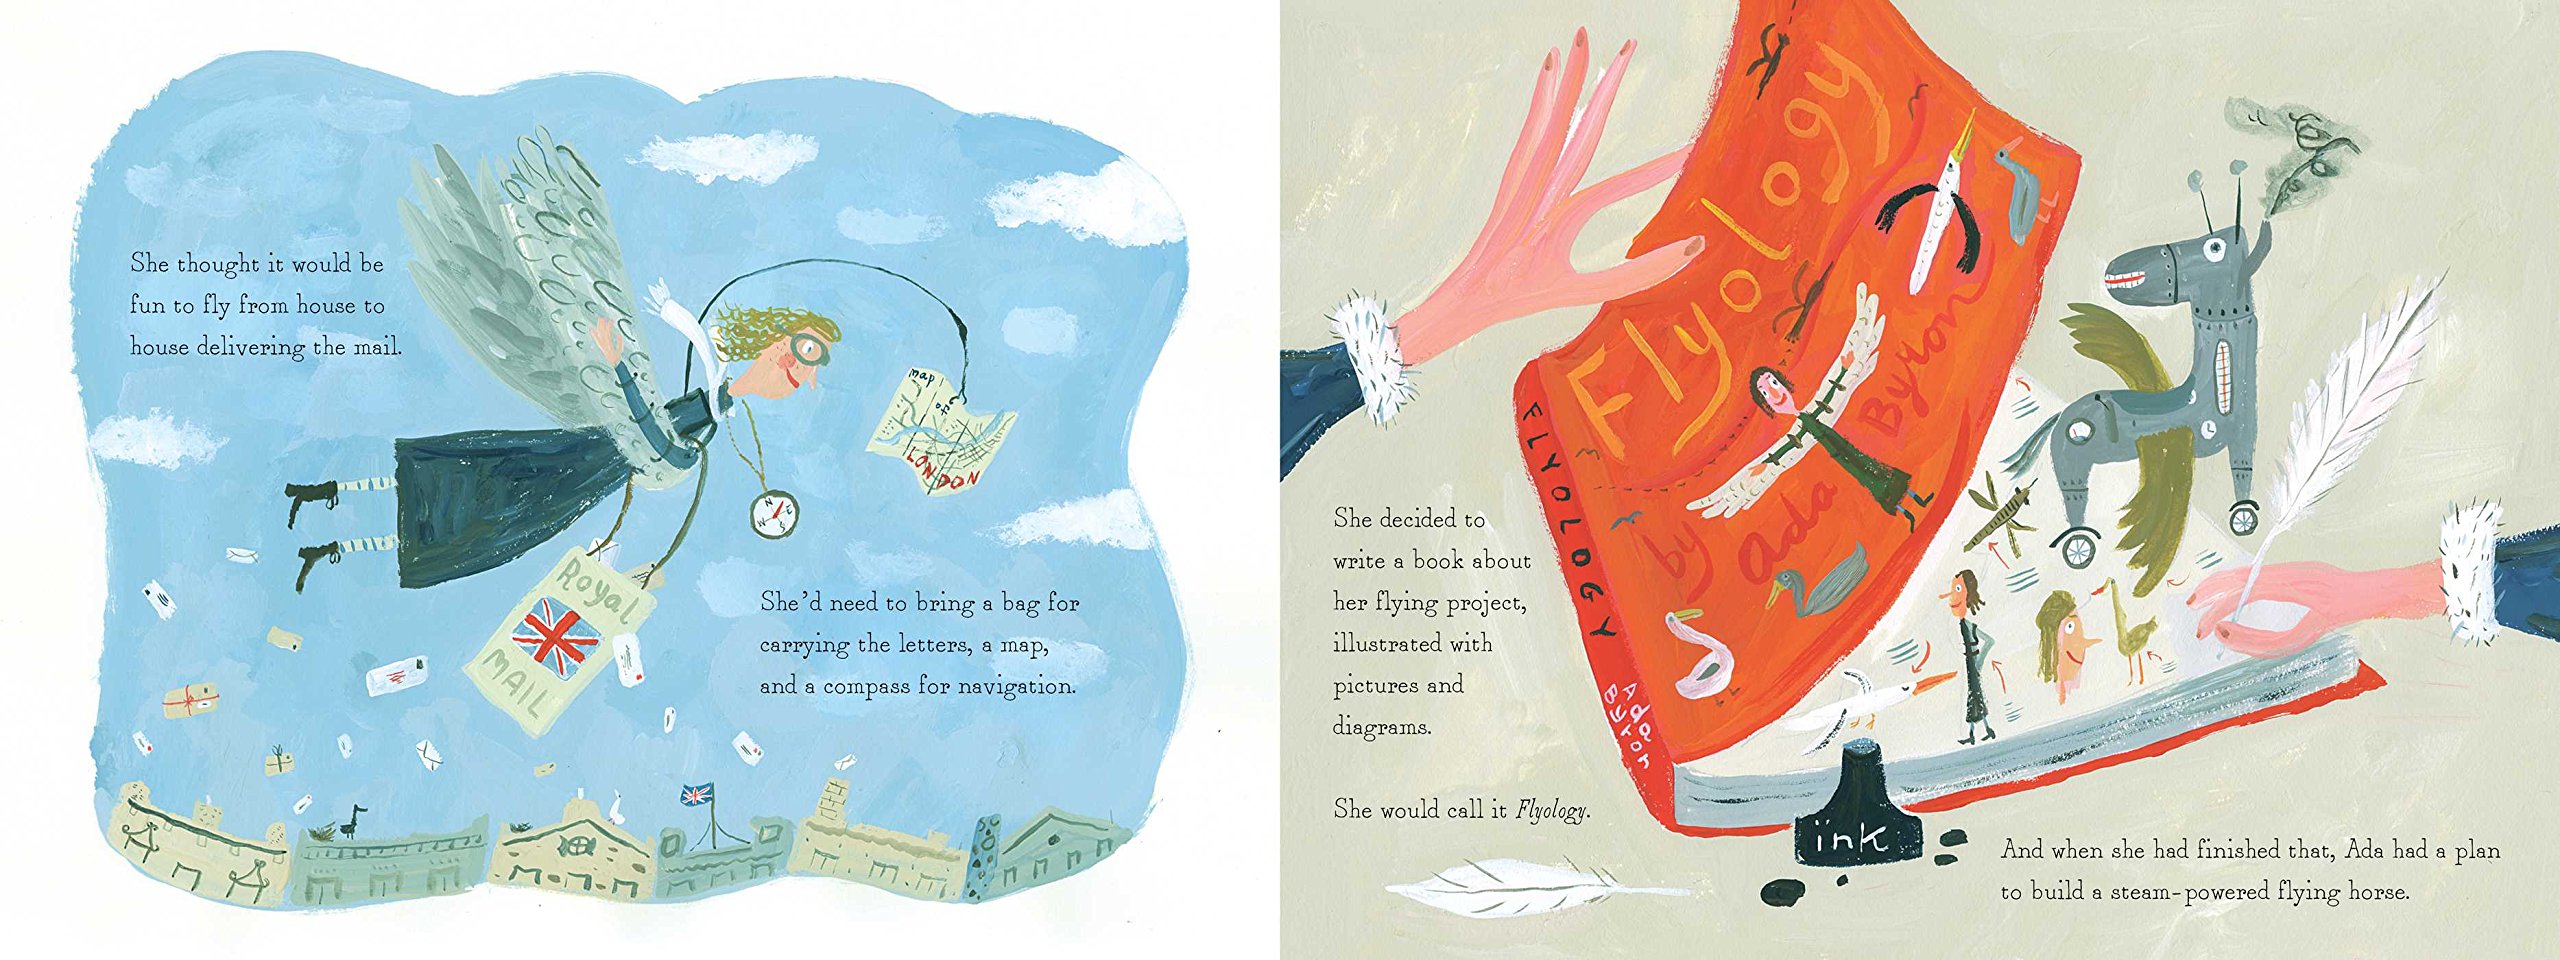 She thought it would be
fun to fly from house to
house delivering the mail.
map!
of
LONDON
N
E
S
W
Royal
MAIL
She'd need to bring a bag for
carrying the letters, a map,
and a compass for navigation.
Flyology
by Ada Byron
FLYOLOGY
Ada
Byron
She decided to
write a book about
her flying project,
illustrated with
pictures and
diagrams.
She would call it Flyology.
ink
And when she had finished that, Ada had a plan
to build a steam-powered flying horse.